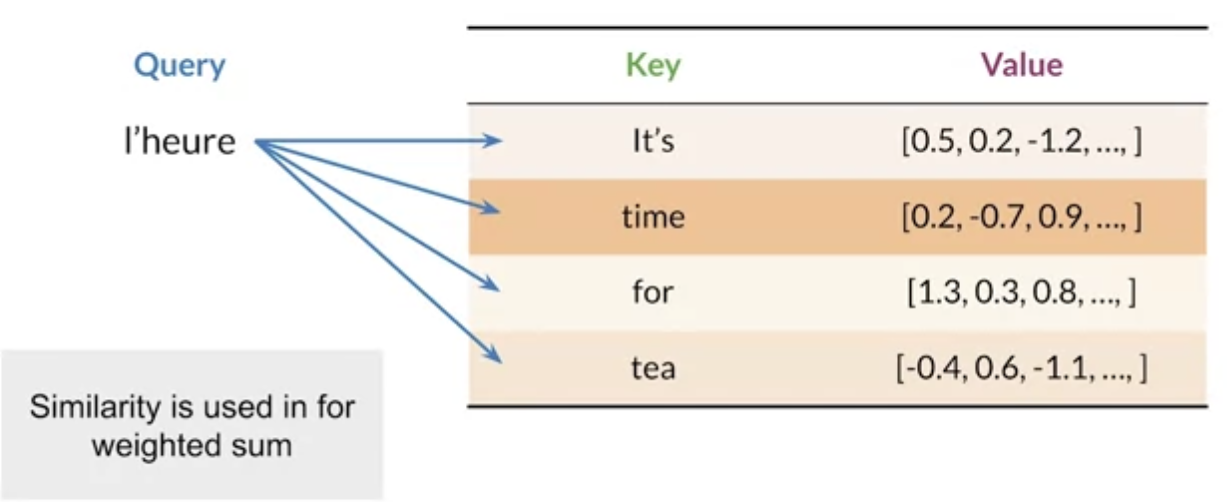 Query Key Value
l'heure It's [0.5, 0.2, -1.2, ..., ]
time [0.2, -0.7, 0.9, ..., ]
for [1.3, 0.3, 0.8, ..., ]
tea [-0.4, 0.6, -1.1, ..., ]
Similarity is used in for
weighted sum